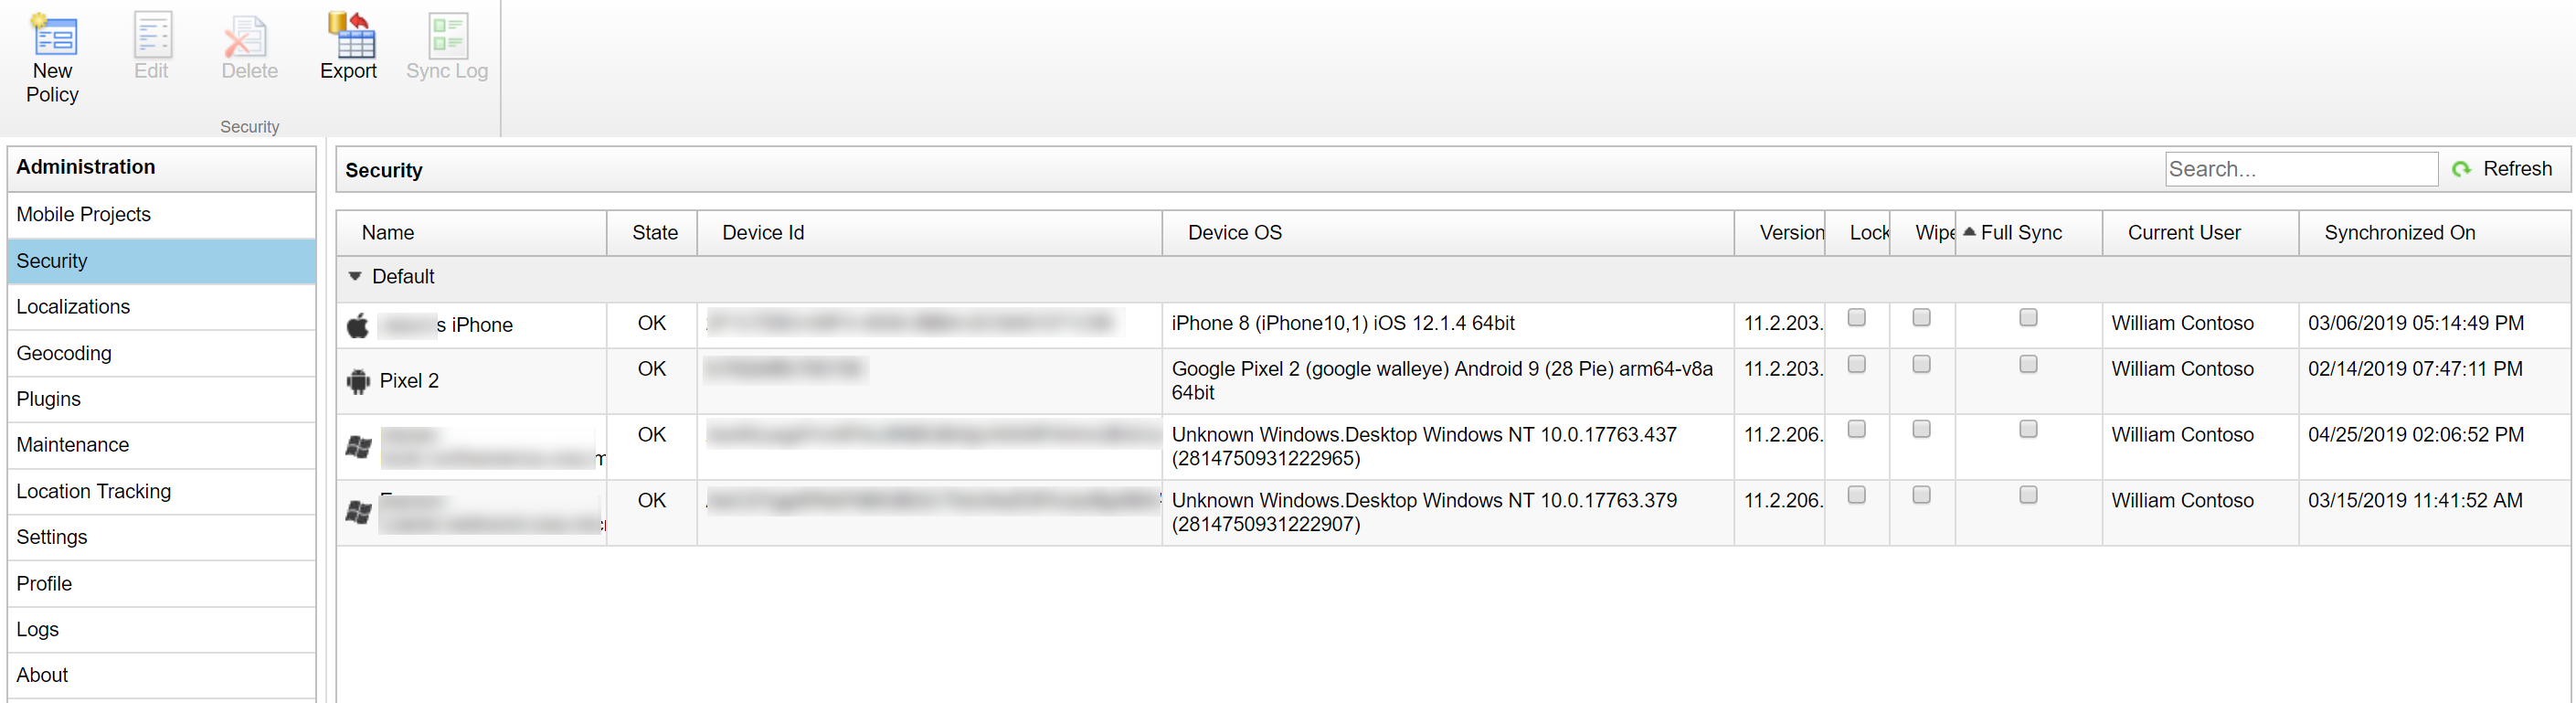 New
Policy
Edit
Delete
Export
Sync Log
Security
Administration
Mobile Projects
Security
Localizations
Geocoding
Plugins
Maintenance
Location Tracking
Settings
Profile
Logs
About
Security
Search...
Refresh
Name State Device Id Device OS Version Lock Wipe Full Sync Current User Synchronized On
Default
s iPhone OK iPhone 8 (iPhone10,1) iOS 12.1.4 64bit 11.2.203. William Contoso 03/06/2019 05:14:49 PM
Pixel 2 OK Google Pixel 2 (google walleye) Android 9 (28 Pie) arm64-v8a 11.2.203. William Contoso 02/14/2019 07:47:11 PM
64bit
OK Unknown Windows.Desktop Windows NT 10.0.17763.437 11.2.206. William Contoso 04/25/2019 02:06:52 PM
(2814750931222965)
OK Unknown Windows.Desktop Windows NT 10.0.17763.379 11.2.206. William Contoso 03/15/2019 11:41:52 AM
(2814750931222907)